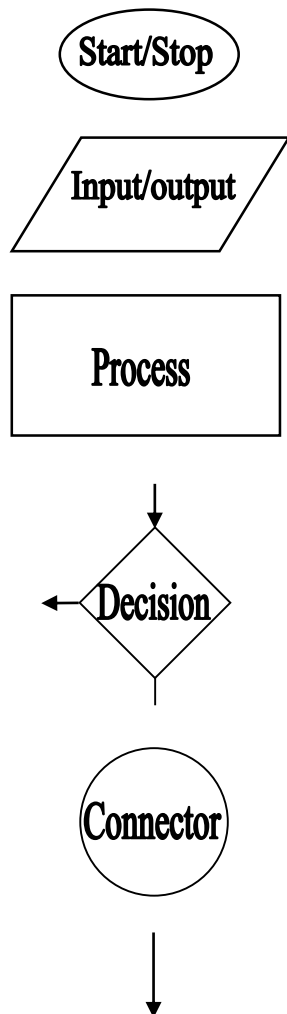 Start/Stop
Input/output
Process
Decision
Connector